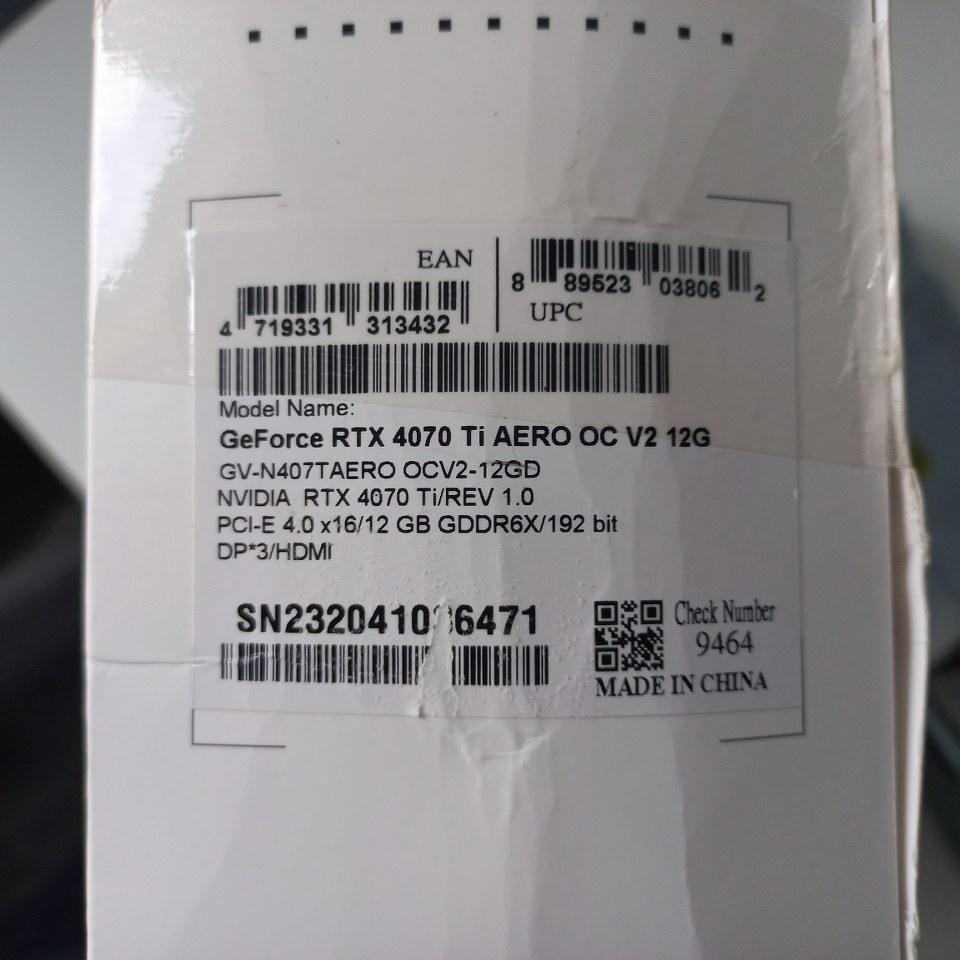 EAN
4 719331 313432
8 89523 03806 2
UPC
Model Name:
GeForce RTX 4070 Ti AERO OC V2 12G
GV-N407TAERO OCV2-12GD
NVIDIA RTX 4070 Ti/REV 1.0
PCI-E 4.0 x16/12 GB GDDR6X/192 bit
DP*3/HDMI
Check Number
9464
MADE IN CHINA